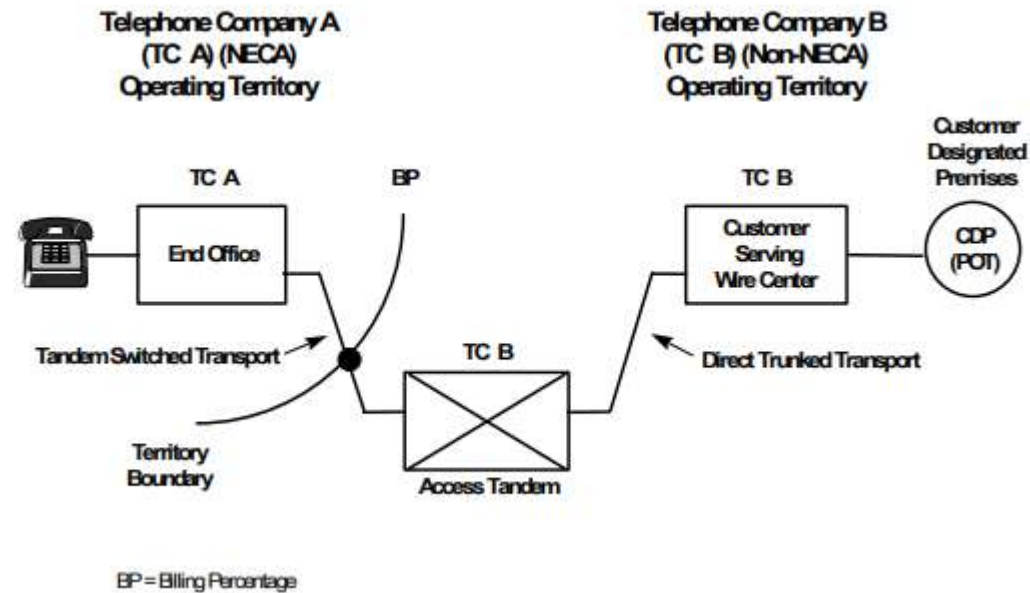 Telephone Company A
(TC A) (NECA)
Operating Territory
Telephone Company B
(TC B) (Non-NECA)
Operating Territory
Customer
Designated
Premises
TC A
BP
TC B
End Office
Customer
Serving
Wire Center
CDP
(POT)
Tandem Switched Transport
TC B
Direct Trunked Transport
Territory
Boundary
Access Tandem
BP = Billing Percentage